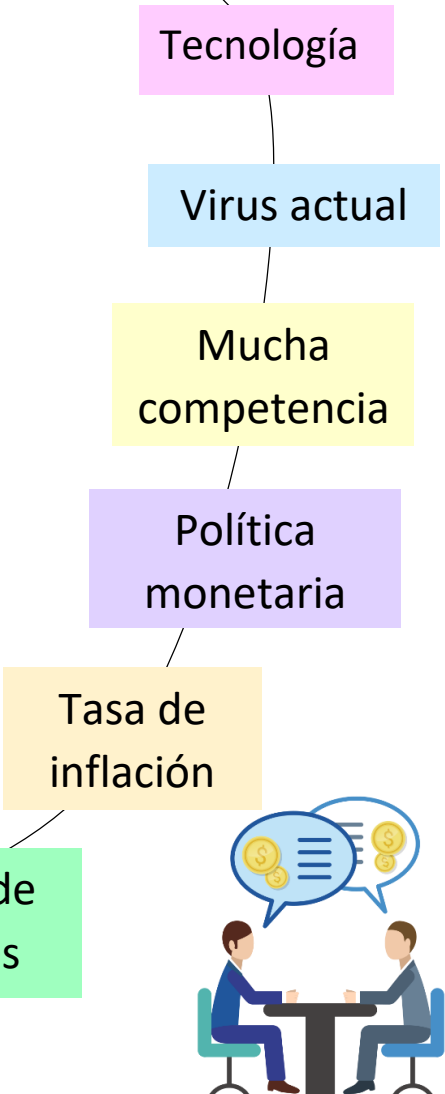 Tecnología
Virus actual
Mucha
competencia
Política
monetaria
Tasa de
inflación
de
$
$
$
$